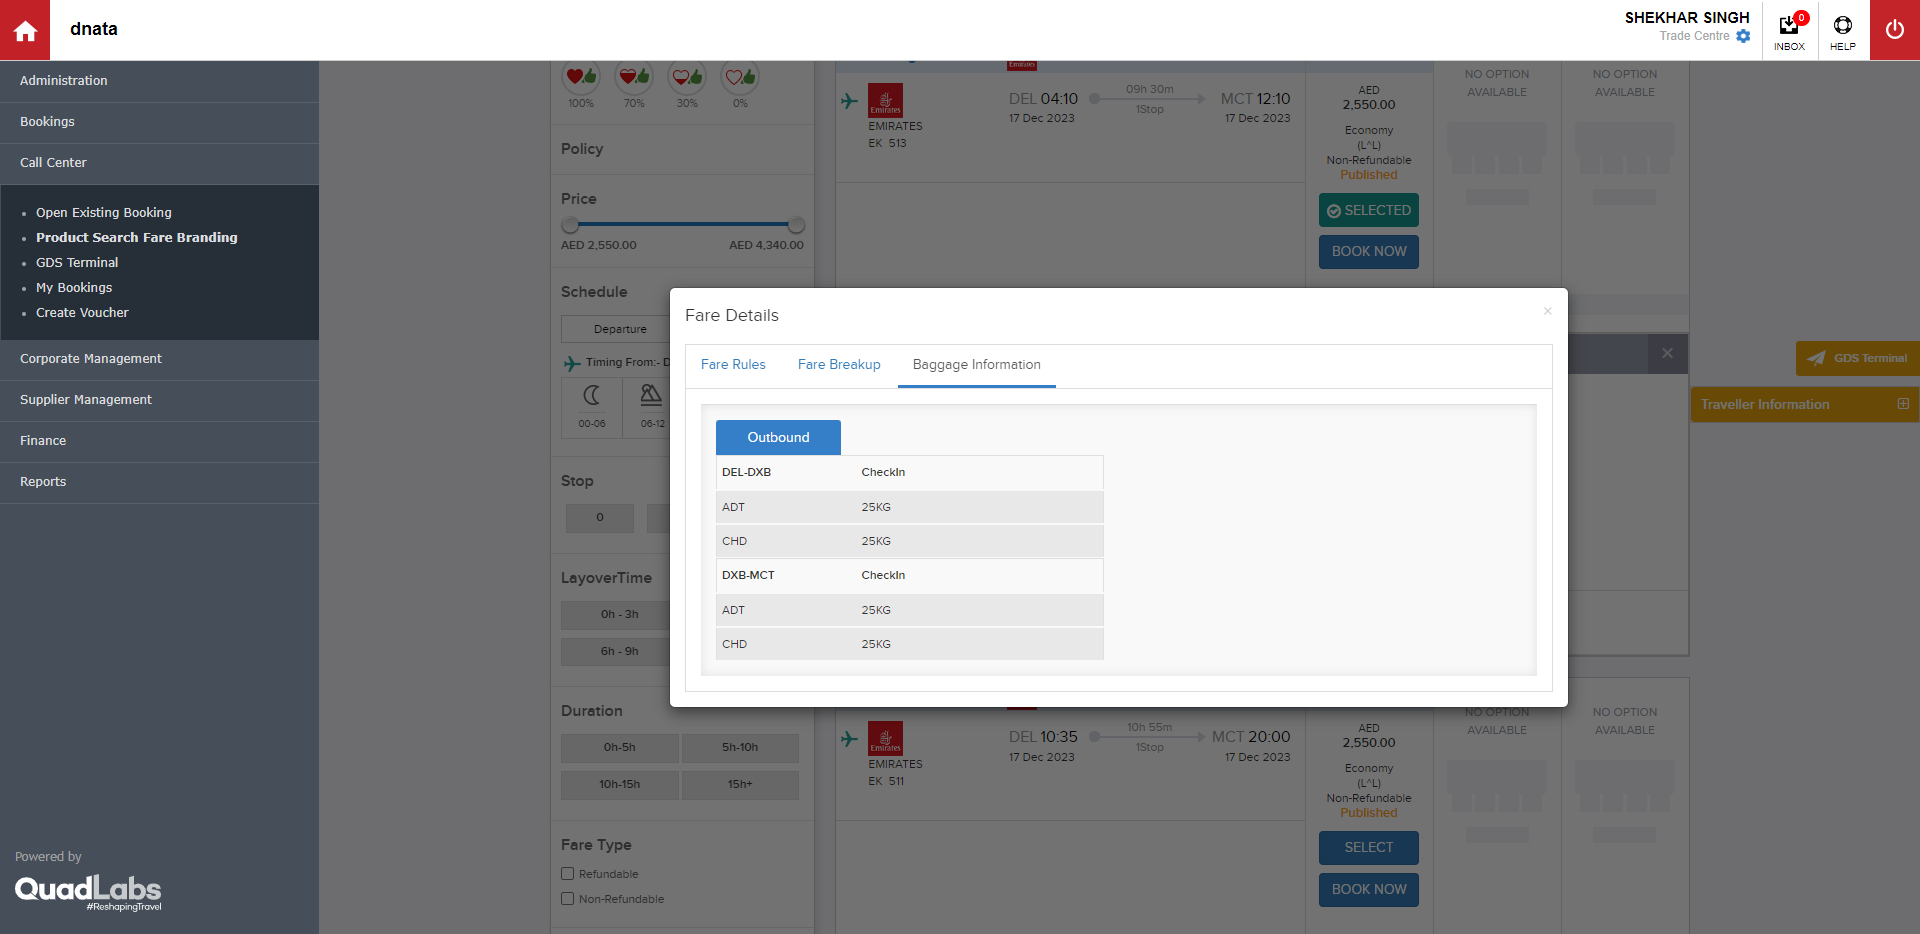 dnata
SHEKHAR SINGH
Trade Centre
0
INBOX
HELP
Administration
Bookings
Call Center
Open Existing Booking
Product Search Fare Branding
GDS Terminal
My Bookings
Create Voucher
Corporate Management
Supplier Management
Finance
Reports
Powered by
QuadLabs
#ReshapingTravel
100%
70%
30%
0%
Policy
Price
AED 2,550.00
AED 4,340.00
Schedule
Departure
Timing From:- D
00-06
06-12
Stop
0
LayoverTime
0h - 3h
6h - 9h
Duration
0h-5h
5h-10h
10h-15h
15h+
Fare Type
Refundable
Non-Refundable
Emirates
EMIRATES
EK 513
DEL 04:10
17 Dec 2023
09h 30m
1Stop
MCT 12:10
17 Dec 2023
AED
2,550.00
Economy
(L^L)
Non-Refundable
Published
SELECTED
BOOK NOW
NO OPTION
AVAILABLE
NO OPTION
AVAILABLE
Fare Details
×
Fare Rules
Fare Breakup
Baggage Information
Outbound
DEL-DXB CheckIn
ADT 25KG
CHD 25KG
DXB-MCT CheckIn
ADT 25KG
CHD 25KG
GDS Terminal
Traveller Information
Emirates
EMIRATES
EK 511
DEL 10:35
17 Dec 2023
10h 55m
1Stop
MCT 20:00
17 Dec 2023
AED
2,550.00
Economy
(L^L)
Non-Refundable
Published
SELECT
BOOK NOW
NO OPTION
AVAILABLE
NO OPTION
AVAILABLE